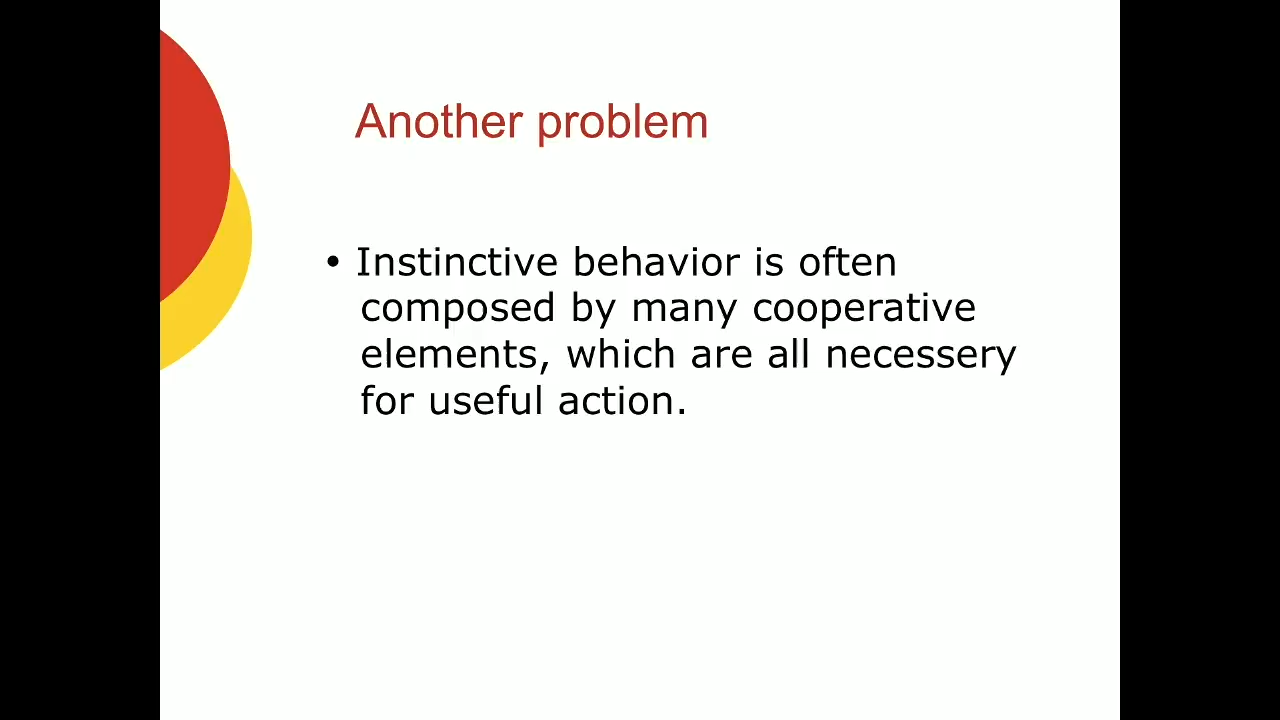 Another problem
• Instinctive behavior is often
composed by many cooperative
elements, which are all necessery
for useful action.